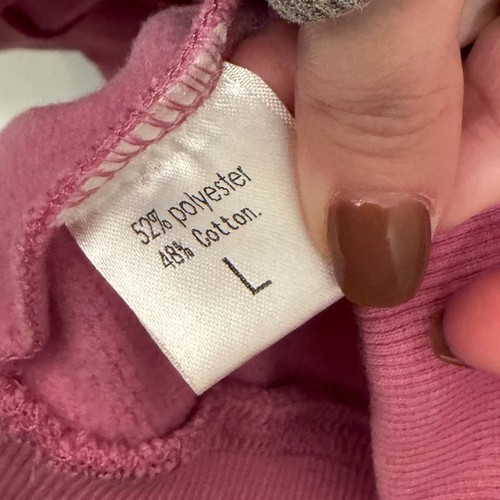 52% polyester
48% Cotton.
L